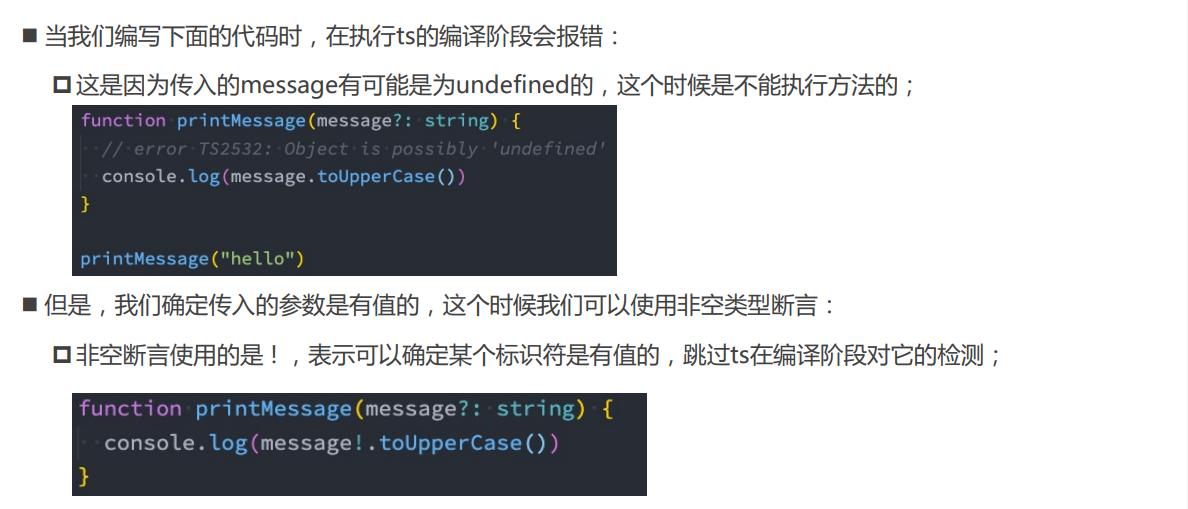 当我们编写下面的代码时，在执行ts的编译阶段会报错：
这是因为传入的message有可能是为undefined的，这个时候是不能执行方法的；
function printMessage(message?: string) {
// error TS2532: Object is possibly 'undefined'
console.log(message.toUpperCase())
}
printMessage("hello")
但是，我们确定传入的参数是有值的，这个时候我们可以使用非空类型断言：
非空断言使用的是！，表示可以确定某个标识符是有值的，跳过ts在编译阶段对它的检测；
function printMessage(message?: string) {
console.log(message!.toUpperCase())
}